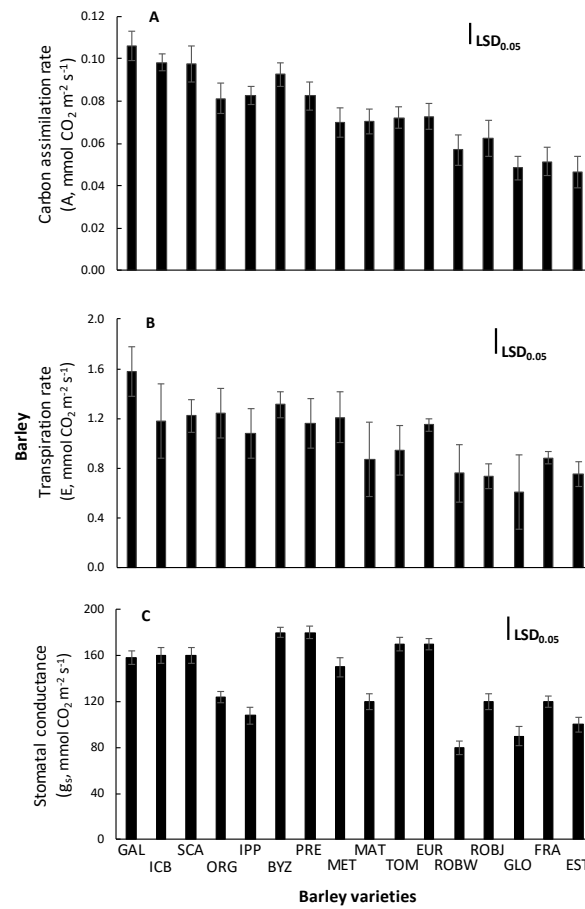 A
LSD0.05
Carbon assimilation rate
(A, mmol CO2 m-2 s-1)
0.12
0.10
0.08
0.06
0.04
0.02
0.00
B
LSD0.05
Barley
Transpiration rate
(E, mmol CO2 m-2 s-1)
2.0
1.6
1.2
0.8
0.4
0.0
C
LSD0.05
Stomatal conductance
(gs, mmol CO2 m-2 s-1)
200
160
120
80
40
0
GAL ICB SCA ORG IPP BYZ PRE MET MAT TOM EUR ROBW ROBJ GLO FRA EST
Barley varieties